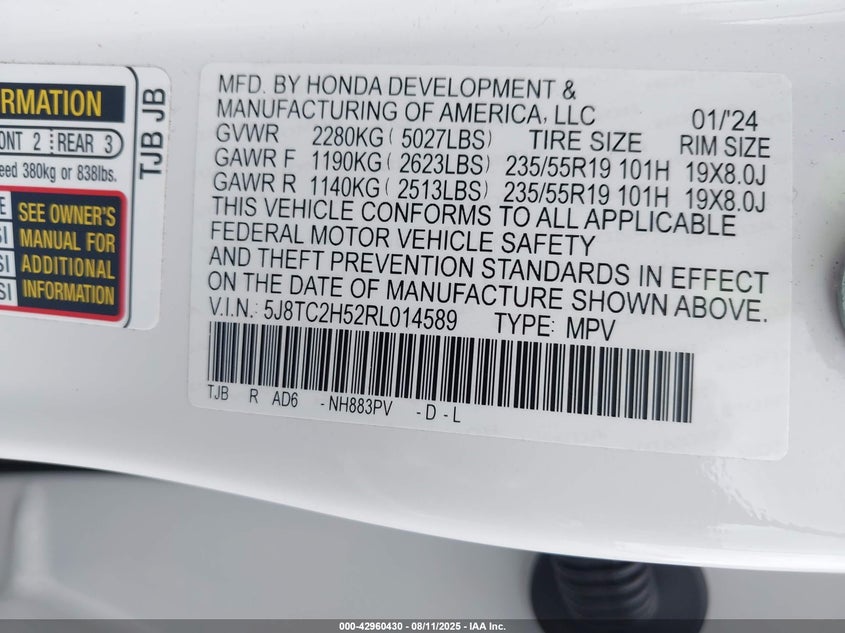 RMATION
ONT 2 REAR 3
eed 380kg or 838lbs.
SEE OWNER'S
MANUAL FOR
ADDITIONAL
INFORMATION
E
SI
SI
SI
TJB JB
MFD. BY HONDA DEVELOPMENT &
MANUFACTURING OF AMERICA, LLC 01/'24
GVWR 2280KG ( 5027LBS) TIRE SIZE RIM SIZE
GAWR F 1190KG ( 2623LBS) 235/55R19 101H 19X8.0J
GAWR R 1140KG ( 2513LBS) 235/55R19 101H 19X8.0J
THIS VEHICLE CONFORMS TO ALL APPLICABLE
FEDERAL MOTOR VEHICLE SAFETY
AND THEFT PREVENTION STANDARDS IN EFFECT
ON THE DATE OF MANUFACTURE SHOWN ABOVE.
V.I.N.: 5J8TC2H52RL014589 TYPE: MPV
TJB R AD6 -NH883PV -D -L
000-42960430 - 08/11/2025 - IAA Inc.